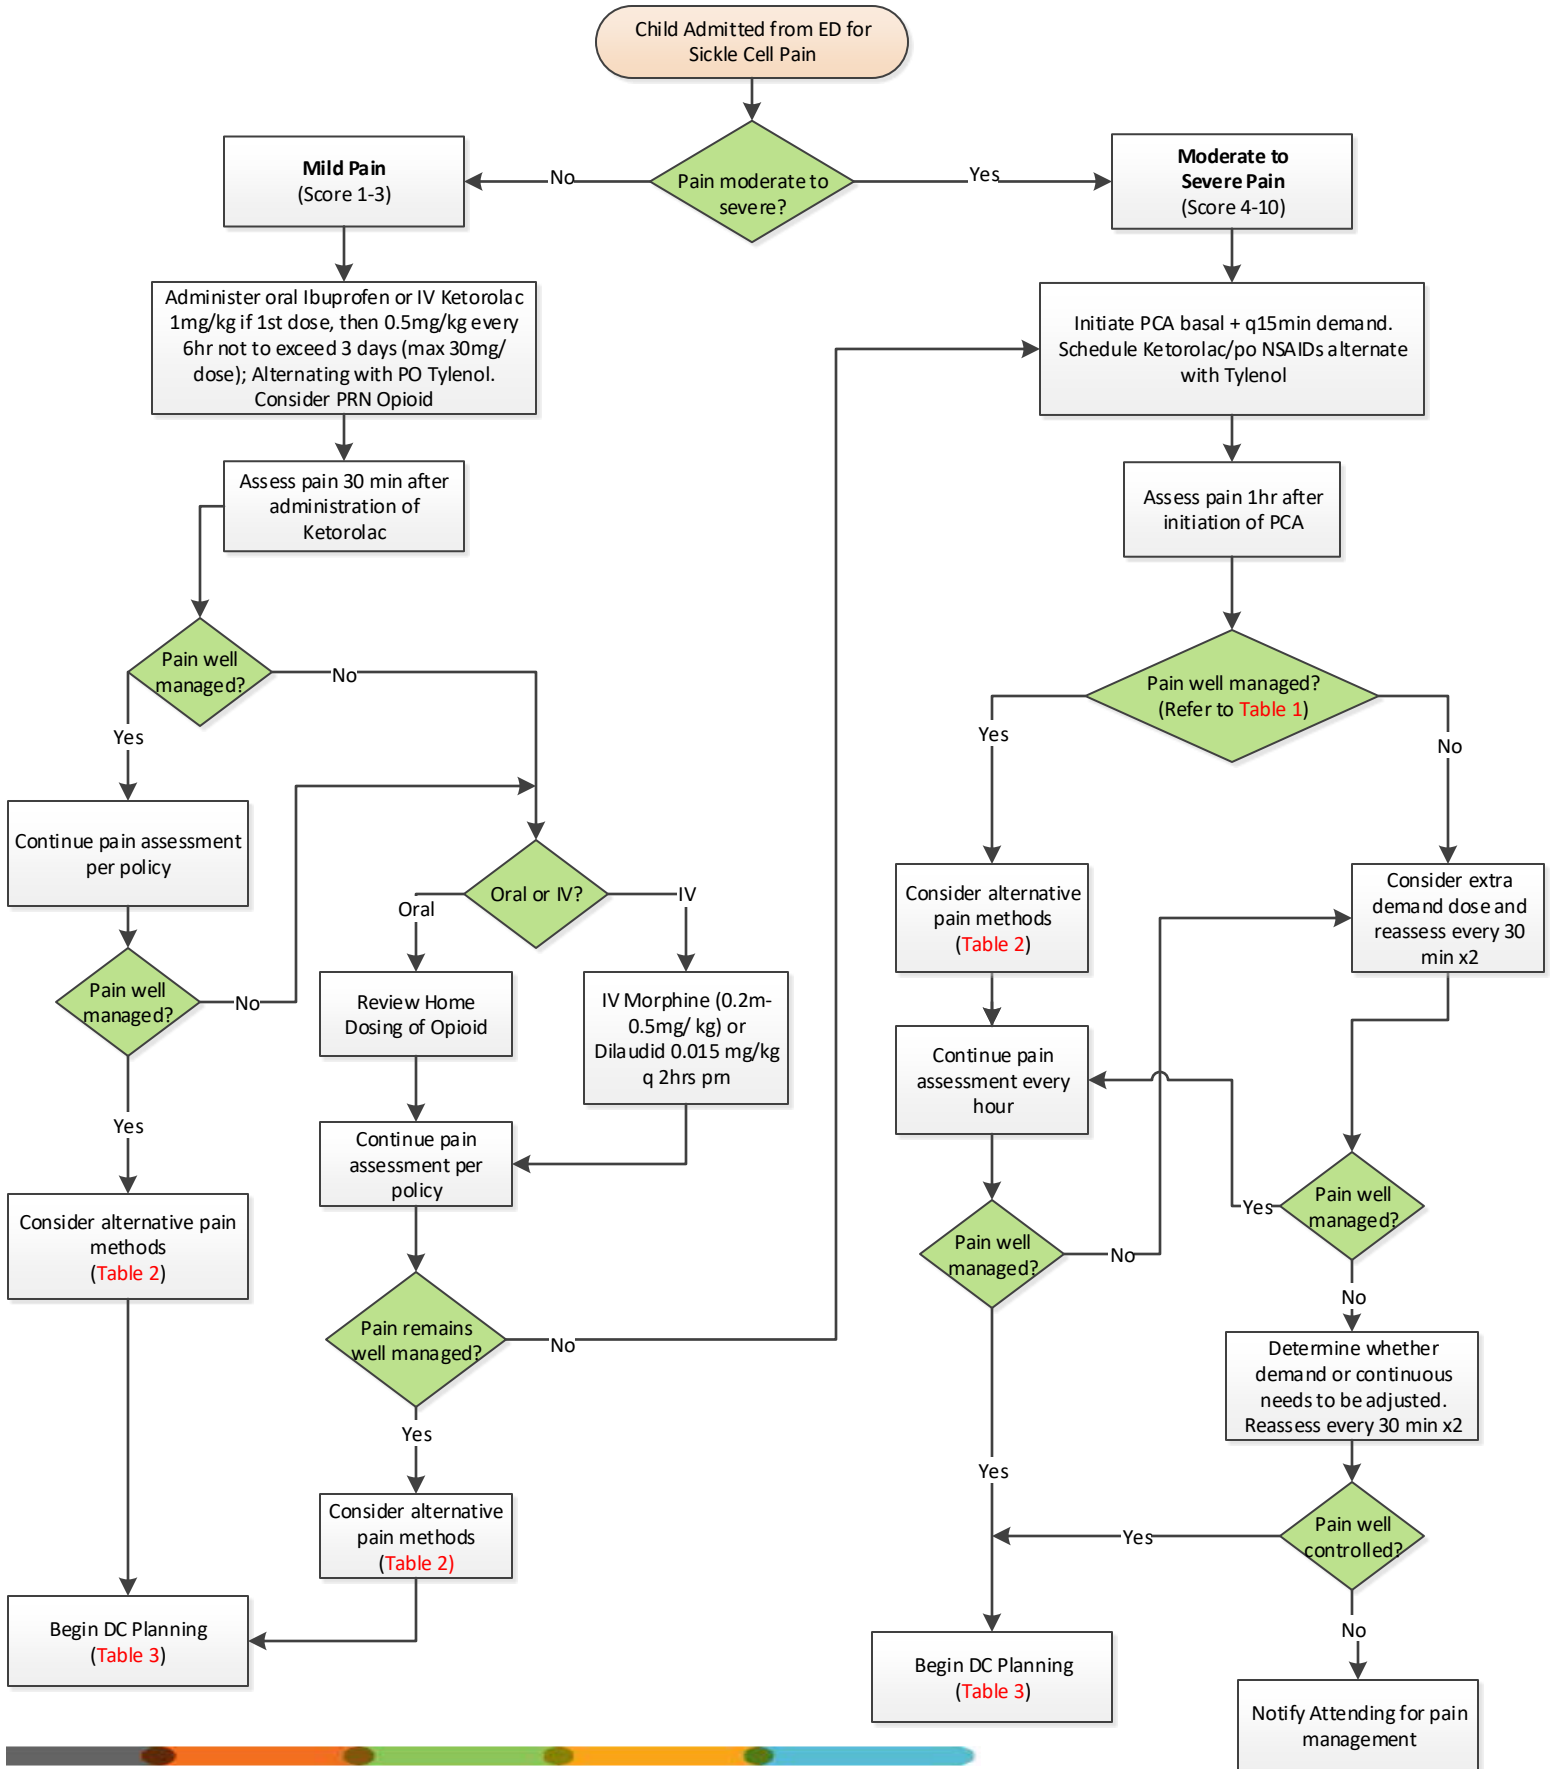 Child Admitted from ED for
Sickle Cell Pain
Pain moderate to
severe?
No
Yes
Mild Pain
(Score 1-3)
Moderate to
Severe Pain
(Score 4-10)
Administer oral Ibuprofen or IV Ketorolac
1mg/kg if 1st dose, then 0.5mg/kg every
6hr not to exceed 3 days (max 30mg/
dose); Alternating with PO Tylenol.
Consider PRN Opioid
Assess pain 30 min after
administration of
Ketorolac
Pain well
managed?
No
Yes
Continue pain assessment
per policy
Pain well
managed?
No
Yes
Consider alternative pain
methods
(Table 2)
Begin DC Planning
(Table 3)
Oral or IV?
Oral
IV
Review Home
Dosing of Opioid
IV Morphine (0.2m-
0.5mg/ kg) or
Dilaudid 0.015 mg/kg
q 2hrs prn
Continue pain
assessment per
policy
Pain remains
well managed?
No
Yes
Consider alternative
pain methods
(Table 2)
Initiate PCA basal + q15min demand.
Schedule Ketorolac/po NSAIDs alternate
with Tylenol
Assess pain 1hr after
initiation of PCA
Pain well managed?
(Refer to Table 1)
Yes
No
Consider alternative
pain methods
(Table 2)
Continue pain
assessment every
hour
Pain well
managed?
No
Yes
Begin DC Planning
(Table 3)
Consider extra
demand dose and
reassess every 30
min x2
Pain well
managed?
Yes
No
Determine whether
demand or continuous
needs to be adjusted.
Reassess every 30 min x2
Pain well
controlled?
Yes
No
Notify Attending for pain
management